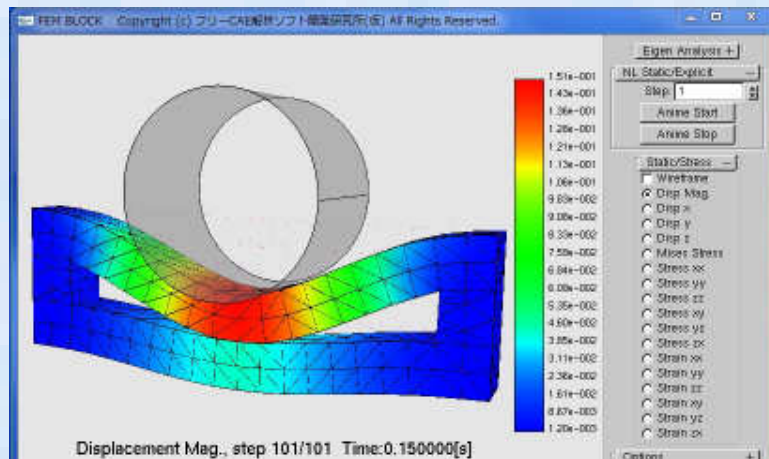 FEM BLOCK Copyright (c) フリーCAE解析ソフト開発研究所(仮) All Rights Reserved.
Eigen Analysis +
NL Static/Explicit –
Step: 1
Anime Start
Anime Stop
Static/Stress –
Wireframe
Disp Mag.
Disp x
Disp y
Disp z
Mises Stress
Stress xx
Stress yy
Stress zz
Stress xy
Stress yz
Stress zx
Strain xx
Strain yy
Strain zz
Strain xy
Strain yz
Strain zx
Options +
1.51e-001
1.43e-001
1.36e-001
1.28e-001
1.21e-001
1.13e-001
1.06e-001
9.83e-002
9.08e-002
8.33e-002
7.59e-002
6.84e-002
6.09e-002
5.35e-002
4.60e-002
3.85e-002
3.11e-002
2.36e-002
1.61e-002
8.67e-003
1.20e-003
Displacement Mag., step 101/101 Time:0.150000[s]